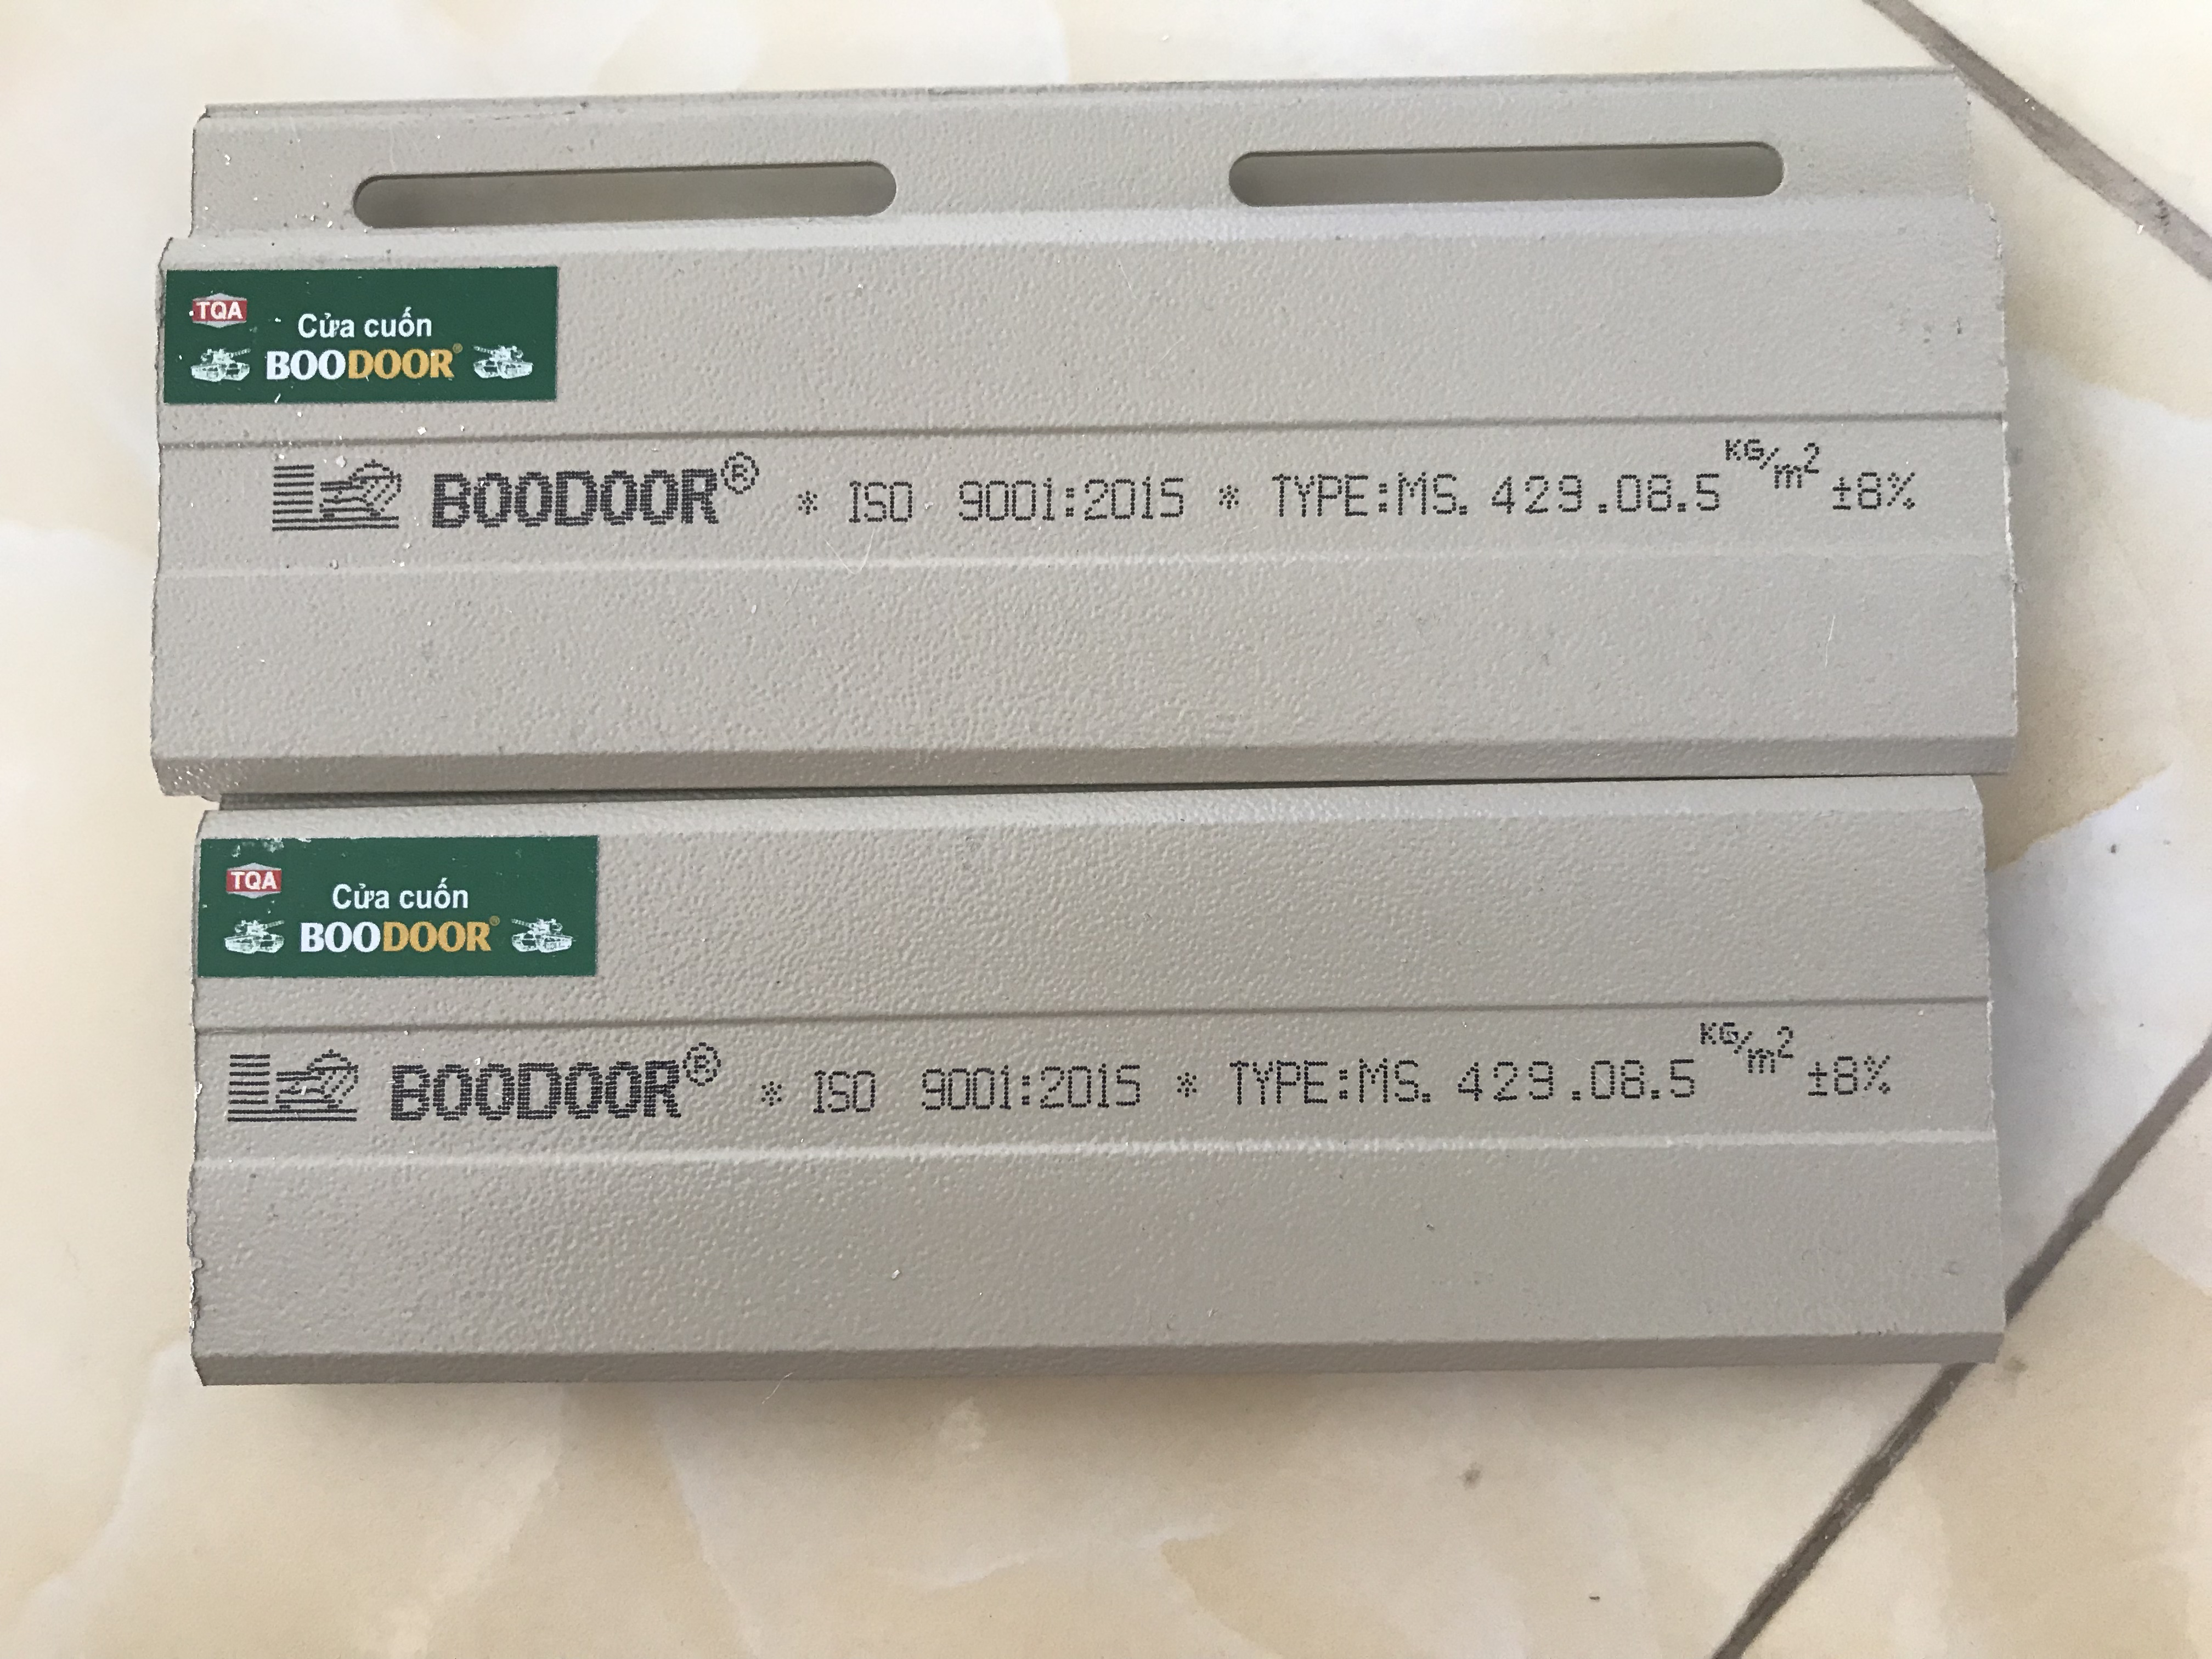 TQA
Cửa cuốn
BOODOOR®
BOODOOR® * ISO 9001:2015 * TYPE:MS. 429.08.5 KG/m² ±8%
TQA
Cửa cuốn
BOODOOR®
BOODOOR® * ISO 9001:2015 * TYPE:MS. 429.08.5 KG/m² ±8%